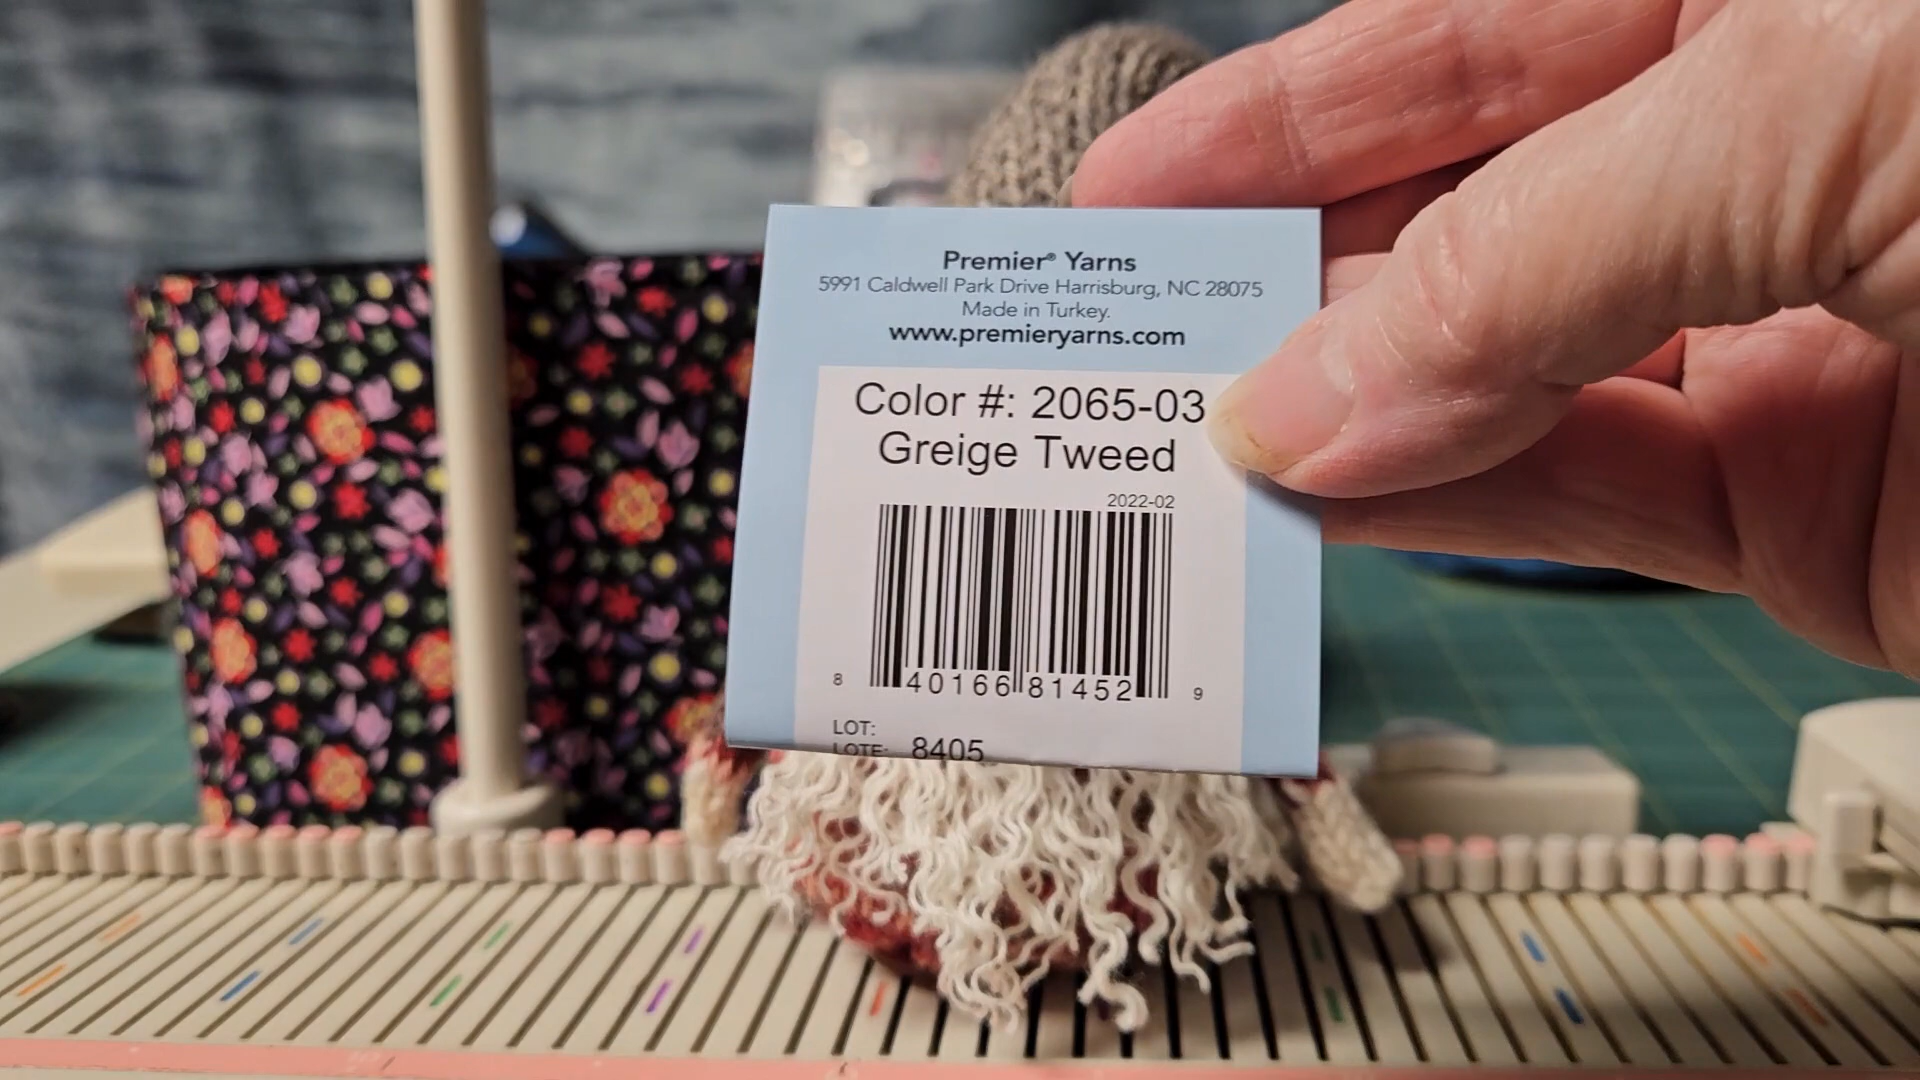 Premier® Yarns
5991 Caldwell Park Drive Harrisburg, NC 28075
Made in Turkey.
www.premieryarns.com
Color #: 2065-03
Greige Tweed
2022-02
8 40166 81452 9
LOT:
LOTE: 8405